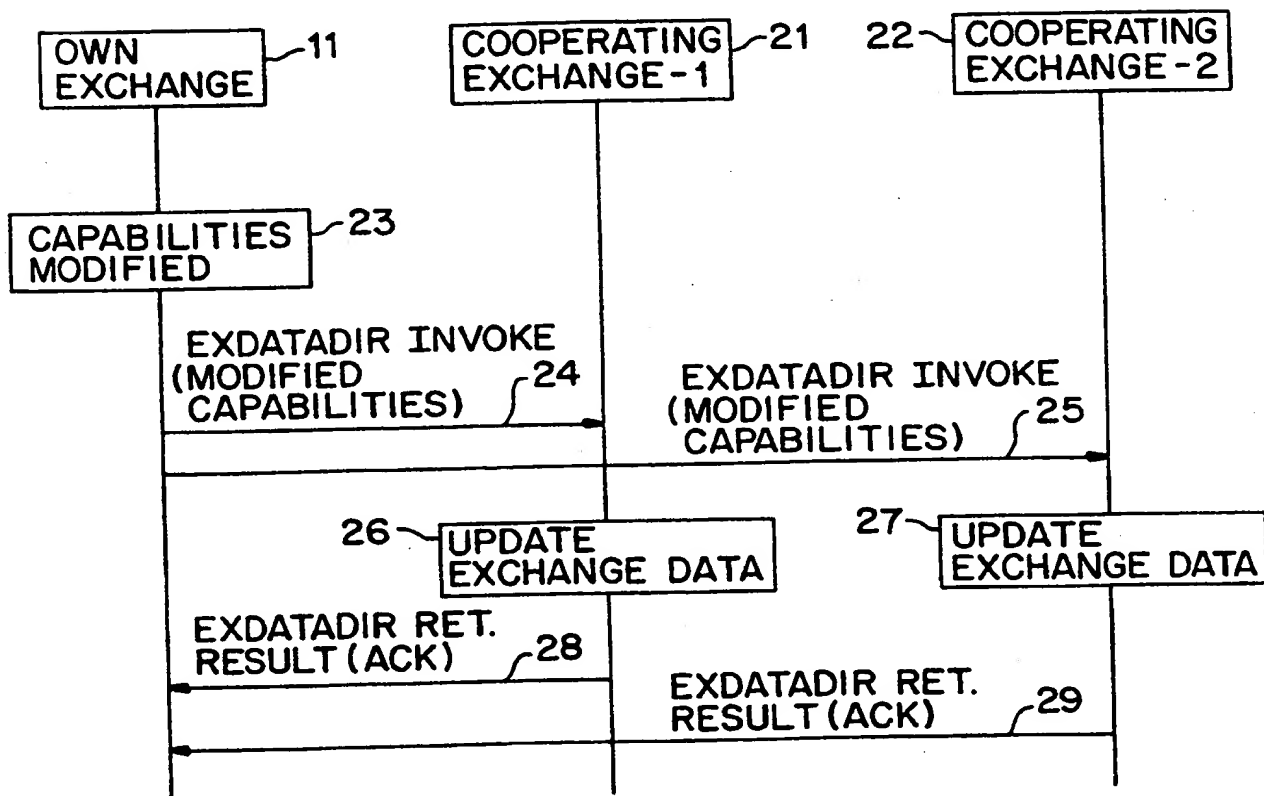 OWN
EXCHANGE
11
COOPERATING
EXCHANGE-1
21
22
COOPERATING
EXCHANGE-2
CAPABILITIES
MODIFIED
23
EXDATADIR INVOKE
(MODIFIED
CAPABILITIES)
24
EXDATADIR INVOKE
(MODIFIED
CAPABILITIES)
25
26
UPDATE
EXCHANGE DATA
27
UPDATE
EXCHANGE DATA
EXDATADIR RET.
RESULT (ACK)
28
EXDATADIR RET.
RESULT (ACK)
29